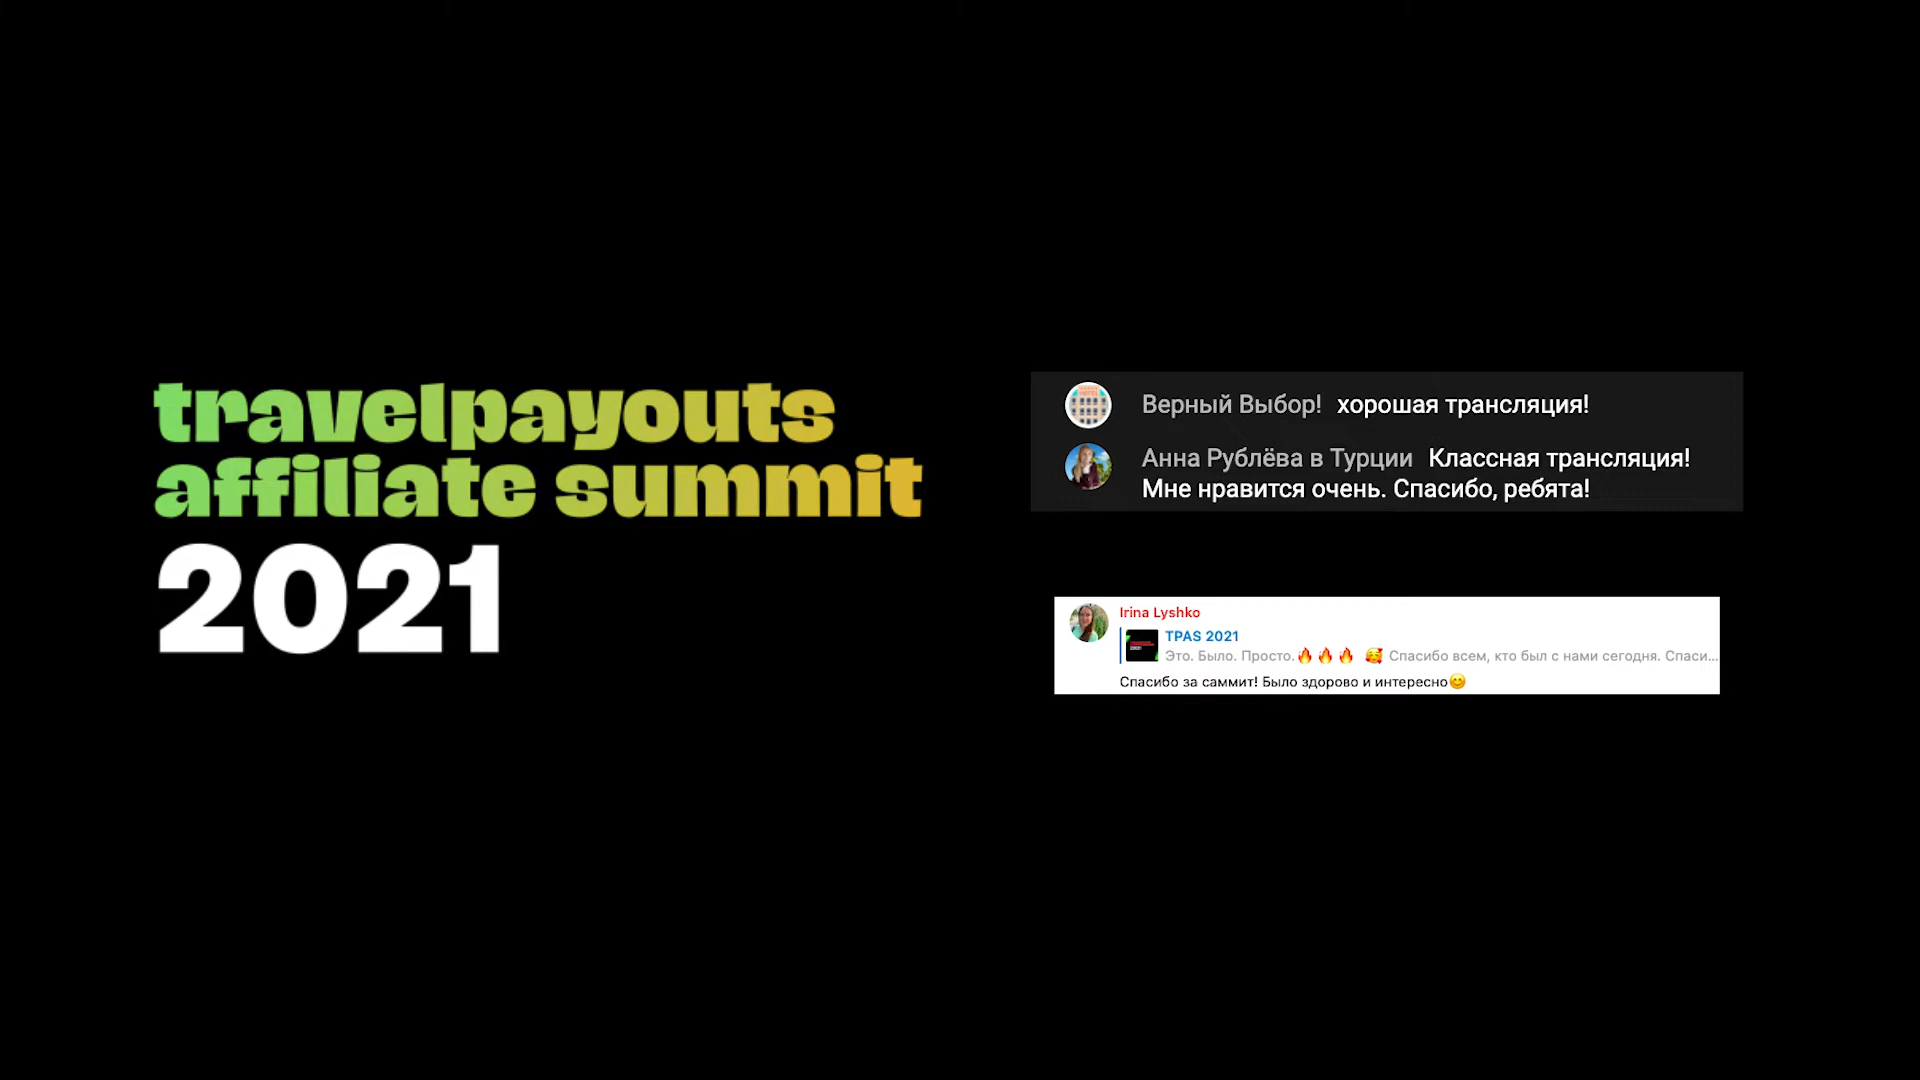 travelpayouts
affiliate summit
2021
Верный Выбор! хорошая трансляция!
Анна Рублёва в Турции Классная трансляция!
Мне нравится очень. Спасибо, ребята!
Irina Lyshko
TPAS 2021
Это. Было. Просто.🔥🔥🔥 🥰 Спасибо всем, кто был с нами сегодня. Спаси...
Спасибо за саммит! Было здорово и интересно😊